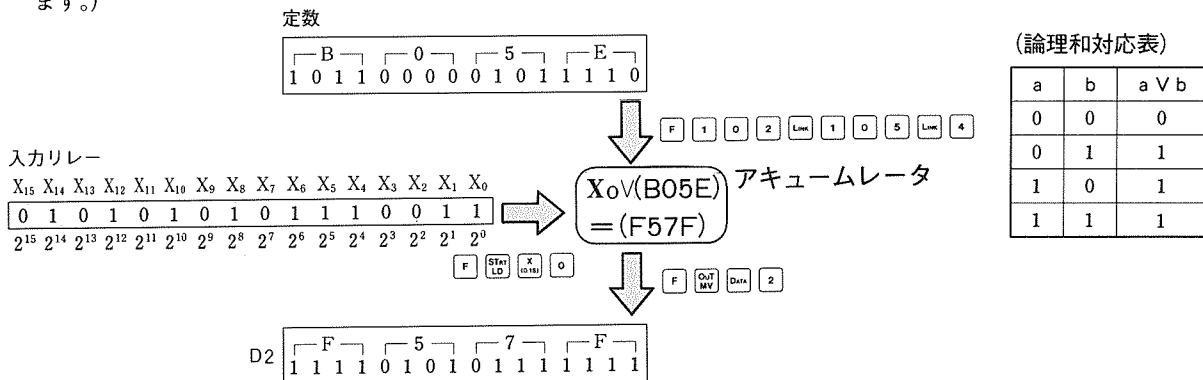 ます。)
定数
B 0 5 E
1 0 1 1 0 0 0 0 0 1 0 1 1 1 1 0
F 1 0 2 LINK 1 0 5 LINK 4
入力リレー
X15 X14 X13 X12 X11 X10 X9 X8 X7 X6 X5 X4 X3 X2 X1 X0
0 1 0 1 0 1 0 1 0 1 1 1 0 0 1 1
2^15 2^14 2^13 2^12 2^11 2^10 2^9 2^8 2^7 2^6 2^5 2^4 2^3 2^2 2^1 2^0
F STRT LD X (0.1S) 0
X0∨(B05E)
=(F57F)
アキュームレータ
F OUT MV DATA 2
D2
F 5 7 F
1 1 1 1 0 1 0 1 0 1 1 1 1 1 1 1
(論理和対応表)
a b a∨b
0 0 0
0 1 1
1 0 1
1 1 1